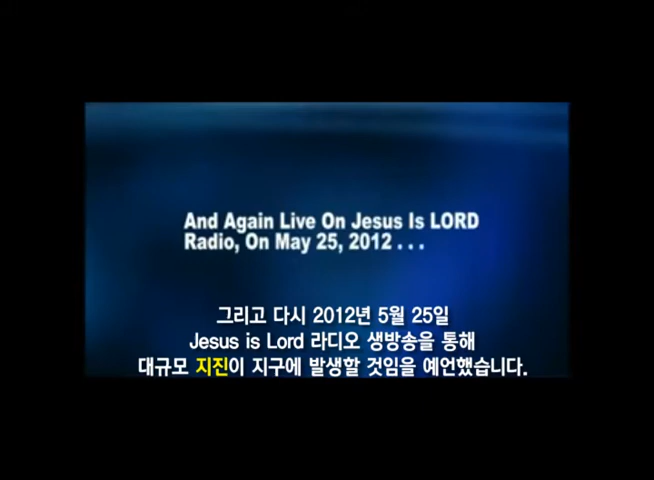 And Again Live On Jesus Is LORD
Radio, On May 25, 2012 . . .
그리고 다시 2012년 5월 25일
Jesus is Lord 라디오 생방송을 통해
대규모 지진이 지구에 발생할 것임을 예언했습니다.